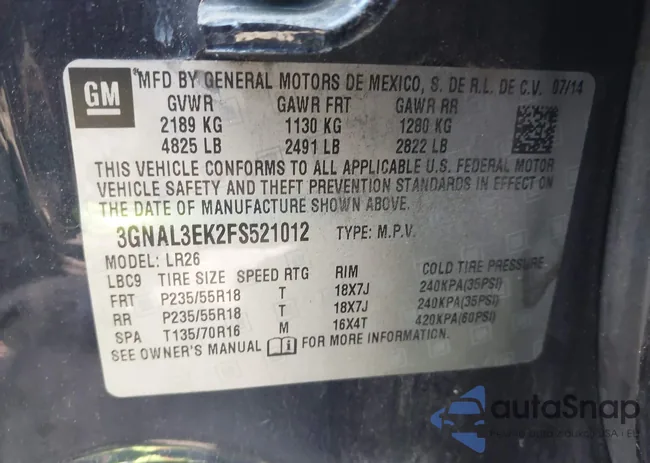 GM
MFD BY GENERAL MOTORS DE MEXICO, S. DE R.L. DE C.V. 07/14
GVWR GAWR FRT GAWR RR
2189 KG 1130 KG 1280 KG
4825 LB 2491 LB 2822 LB
THIS VEHICLE CONFORMS TO ALL APPLICABLE U.S. FEDERAL MOTOR
VEHICLE SAFETY AND THEFT PREVENTION STANDARDS IN EFFECT ON
THE DATE OF MANUFACTURE SHOWN ABOVE.
3GNAL3EK2FS521012 TYPE: M.P.V.
MODEL: LR26
LBC9 TIRE SIZE SPEED RTG RIM COLD TIRE PRESSURE
FRT P235/55R18 T 18X7J 240KPA(35PSI)
RR P235/55R18 T 18X7J 240KPA(35PSI)
SPA T135/70R16 M 16X4T 420KPA(60PSI)
SEE OWNER'S MANUAL i FOR MORE INFORMATION.
autoSnap